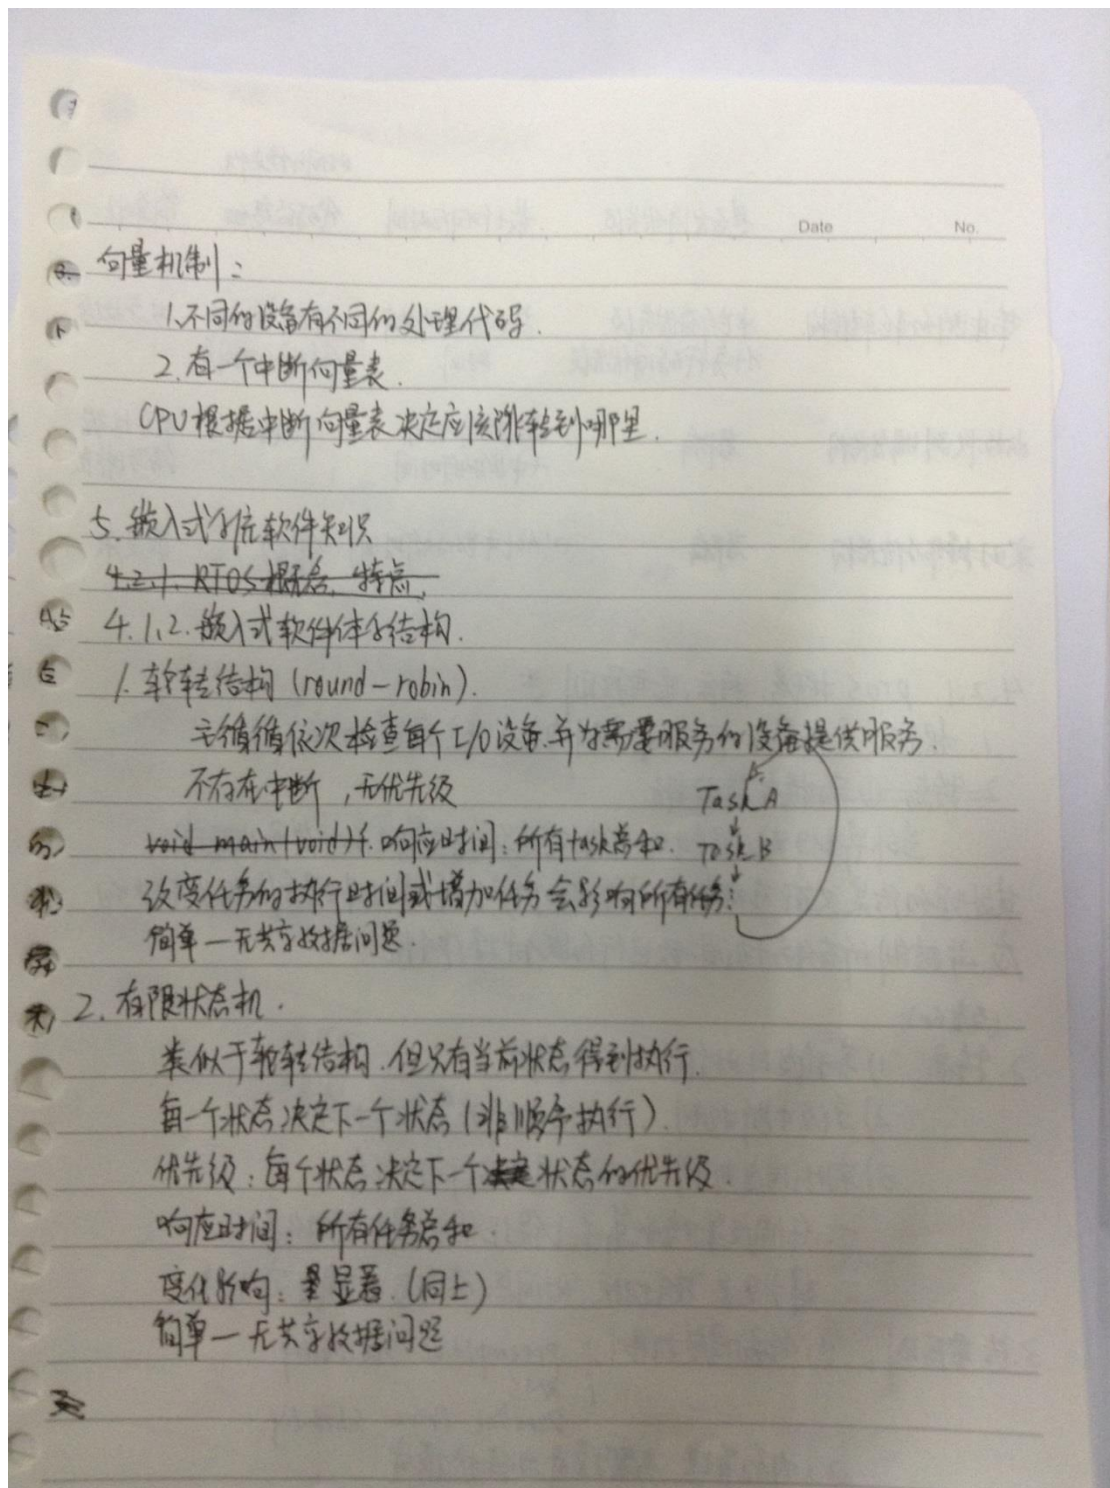 Date No.
向量机制：
1、不同的设备有不同的处理代码.
2. 有一个中断向量表.
CPU根据中断向量表决定应该跳转到哪里.
5. 嵌入式系统软件知识
4.2.1. RTOS概念、特点.
4.1.2. 嵌入式软件体系结构.
1. 轮转结构 (round-robin).
主循循依次检查每个I/O设备.并为需要服务的设备提供服务.
不存在中断，无优先级
Task A
void main(void){. 响应时间：所有task总和.
Task B
改变任务的执行时间或增加任务会影响所有任务.
简单—无共享数据问题.
2. 有限状态机.
类似于轮转结构.但只有当前状态得到执行.
每一个状态决定下一个状态(非顺序执行).
优先级：每个状态决定下一个状态的优先级.
响应时间：所有任务总和.
变化影响：显著.(同上)
简单—无共享数据问题